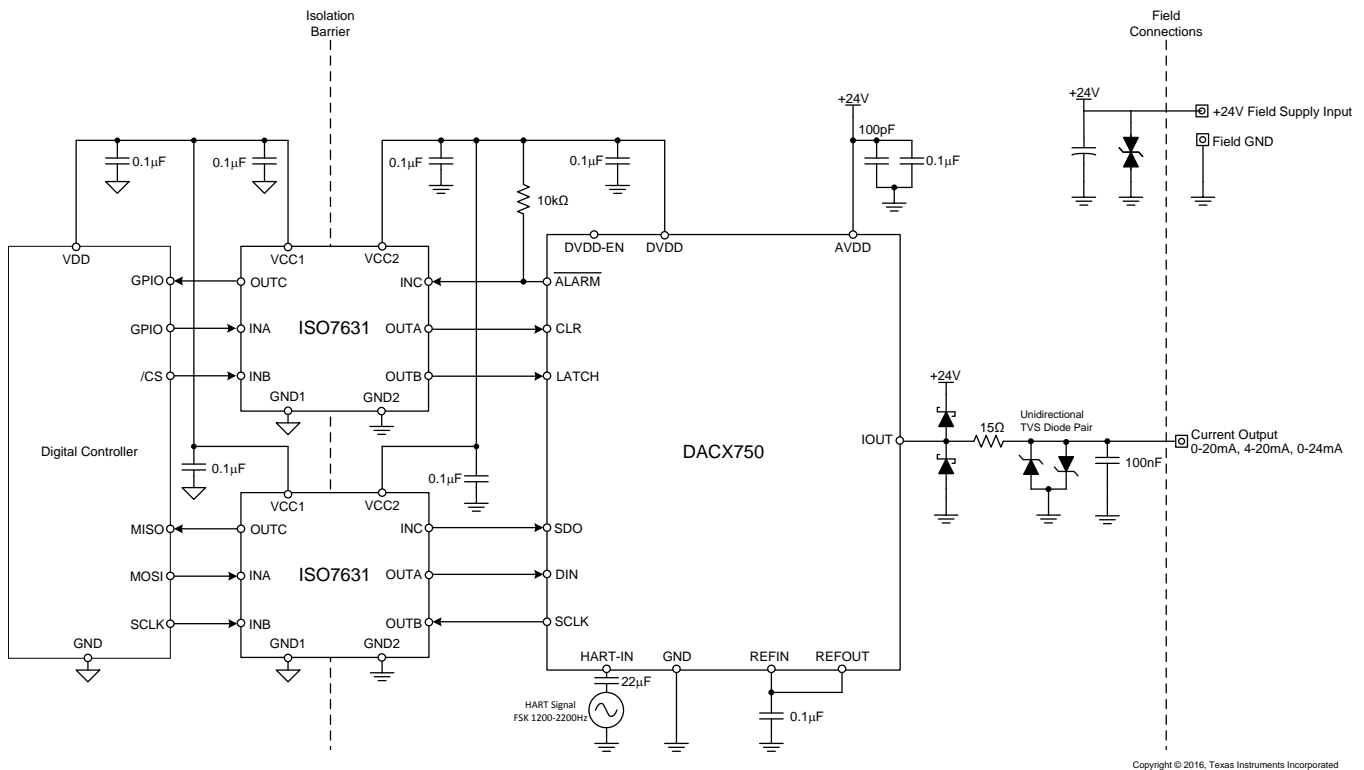 Isolation
Barrier
Field
Connections
+24V
+24V
100pF
0.1μF
0.1μF
0.1μF
0.1μF
0.1μF
0.1μF
10kΩ
+24V Field Supply Input
Field GND
VDD
VCC1
VCC2
DVDD-EN
DVDD
AVDD
GPIO
OUTC
INC
ALARM
GPIO
INA
ISO7631
OUTA
CLR
/CS
INB
OUTB
LATCH
GND1
GND2
+24V
Digital Controller
DACX750
IOUT
15Ω
Unidirectional
TVS Diode Pair
100nF
Current Output
0-20mA, 4-20mA, 0-24mA
0.1μF
0.1μF
VCC1
VCC2
MISO
OUTC
INC
SDO
MOSI
INA
ISO7631
OUTA
DIN
SCLK
INB
OUTB
SCLK
GND
GND1
GND2
HART-IN
GND
REFIN
REFOUT
22μF
HART Signal
FSK 1200-2200Hz
0.1μF
Copyright © 2016, Texas Instruments Incorporated